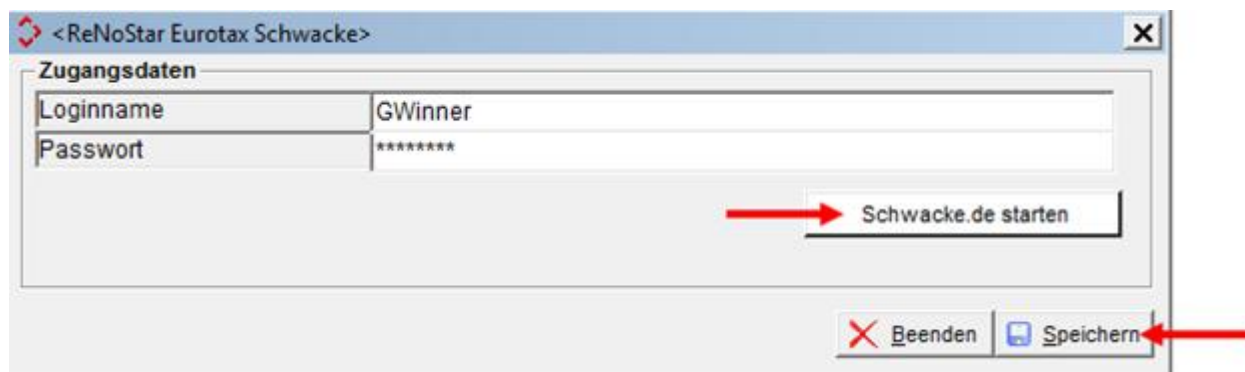 <ReNoStar Eurotax Schwacke>
Zugangsdaten
Loginname GWinner
Passwort ********
Schwacke.de starten
Beenden Speichern